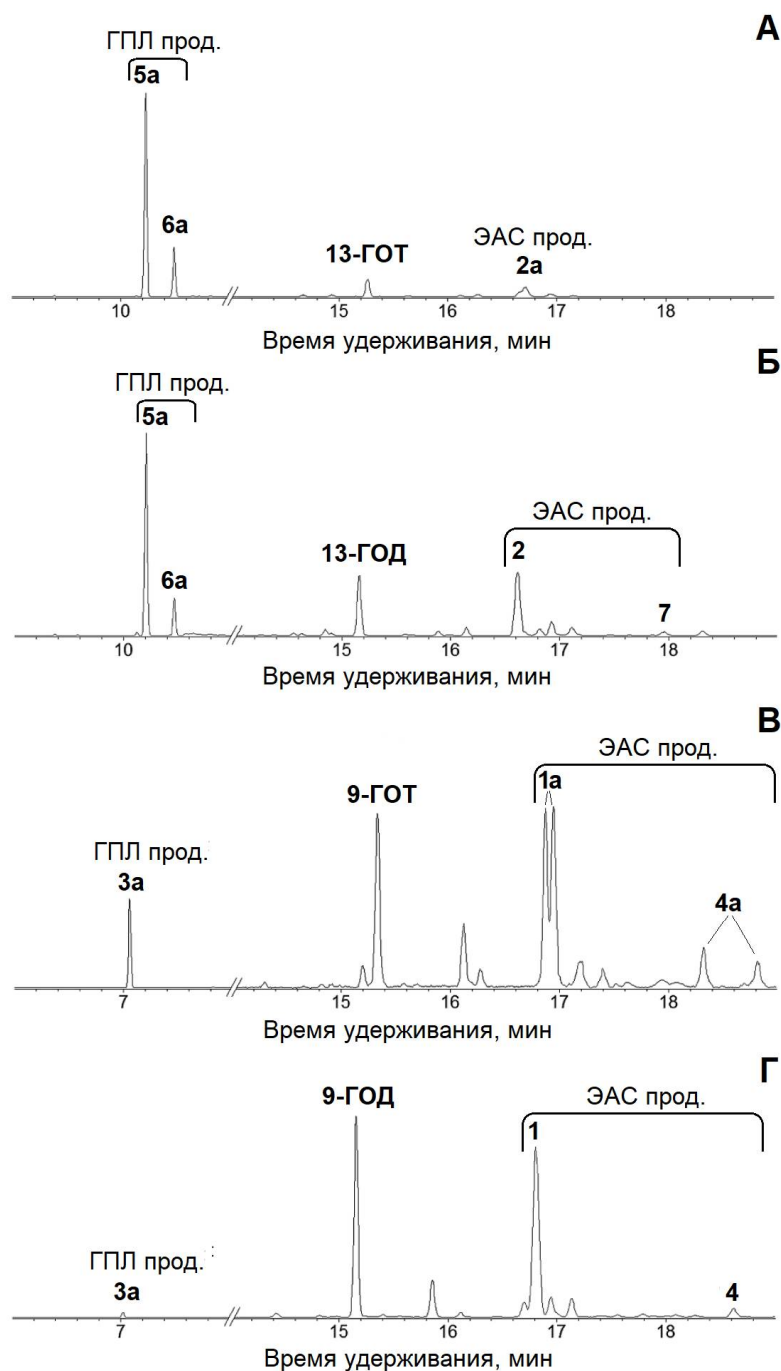 А
ГПЛ прод.
5а
6а
13-ГОТ
ЭАС прод.
2а
10 15 16 17 18
Время удерживания, мин
Б
ГПЛ прод.
5а
6а
13-ГОД
ЭАС прод.
2
7
10 15 16 17 18
Время удерживания, мин
В
ЭАС прод.
1а
9-ГОТ
ГПЛ прод.
3а
4а
7 15 16 17 18
Время удерживания, мин
Г
9-ГОД
ЭАС прод.
1
ГПЛ прод. :
3а
4
7 15 16 17 18
Время удерживания, мин